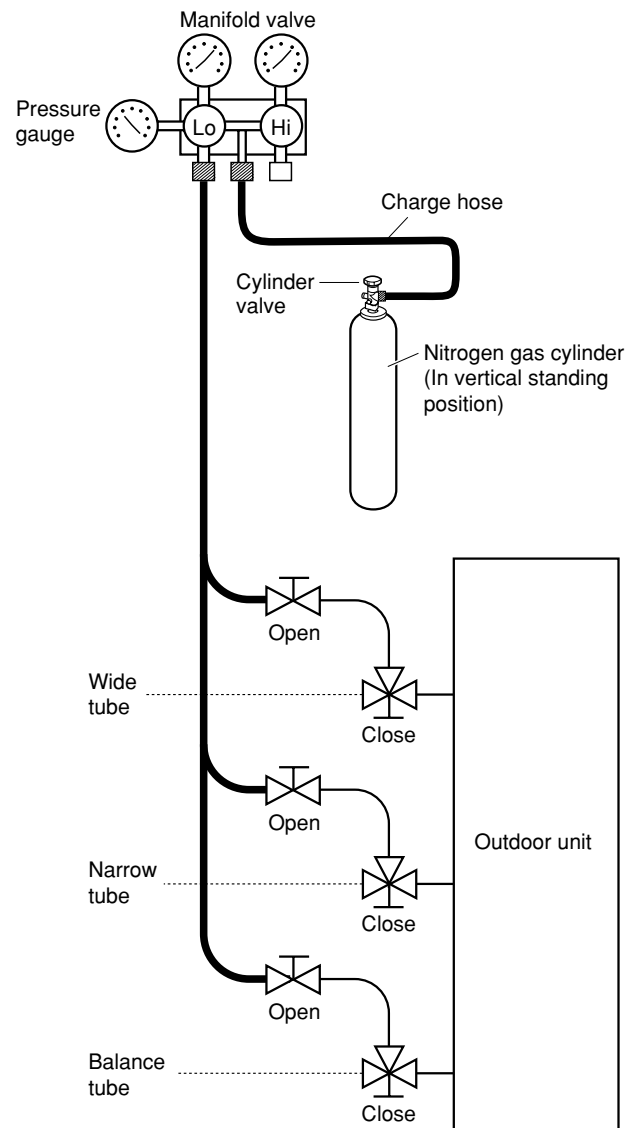 Manifold valve
Pressure
gauge
Lo
Hi
Charge hose
Cylinder
valve
Nitrogen gas cylinder
(In vertical standing
position)
Open
Wide
tube
Close
Open
Outdoor unit
Narrow
tube
Close
Open
Balance
tube
Close